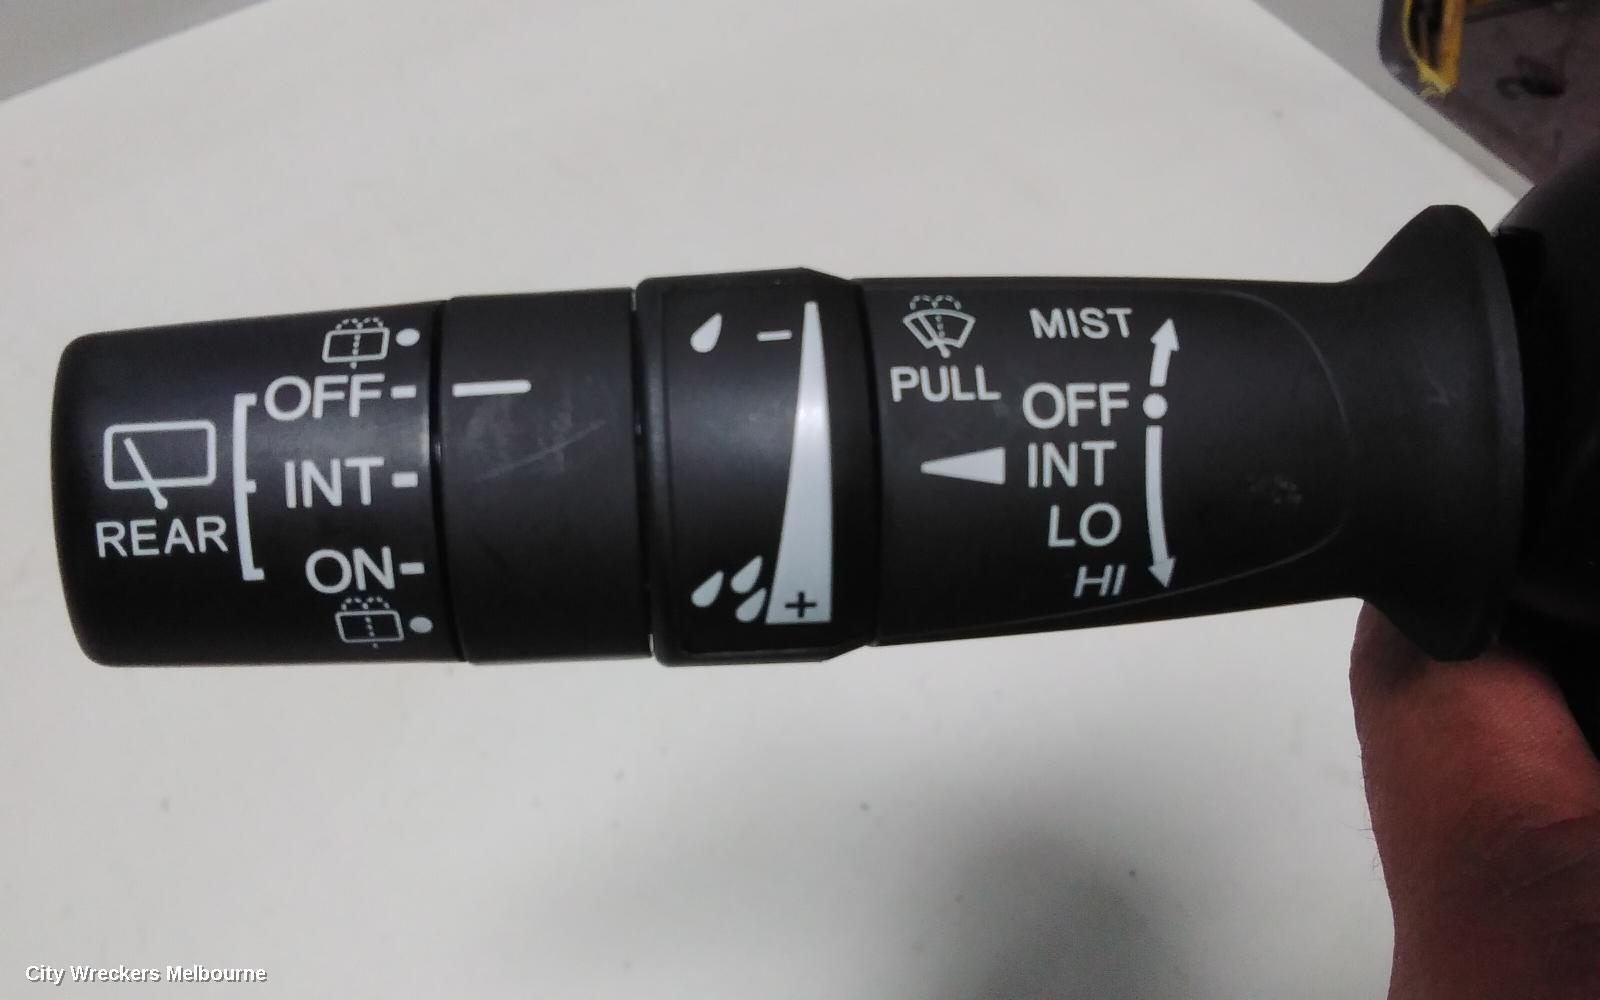 OFF
INT
ON
REAR
−
+
PULL
MIST
OFF
INT
LO
HI
City Wreckers Melbourne